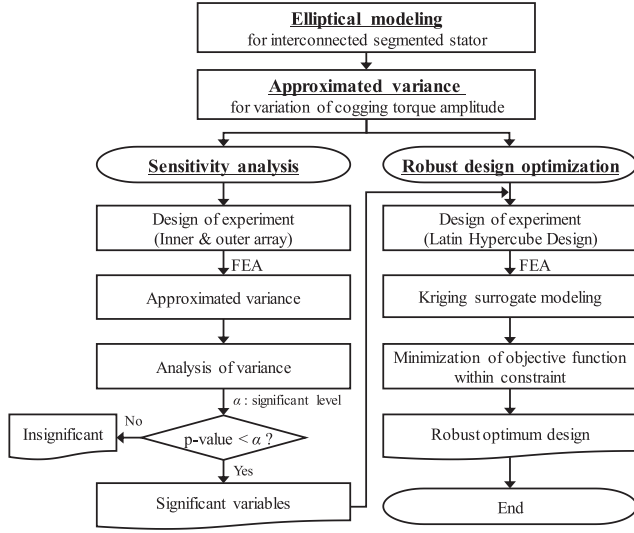 Elliptical modeling
for interconnected segmented stator
Approximated variance
for variation of cogging torque amplitude
Sensitivity analysis
Design of experiment
(Inner & outer array)
FEA
Approximated variance
Analysis of variance
α : significant level
p-value < α ?
No
Insignificant
Yes
Significant variables
Robust design optimization
Design of experiment
(Latin Hypercube Design)
FEA
Kriging surrogate modeling
Minimization of objective function
within constraint
Robust optimum design
End